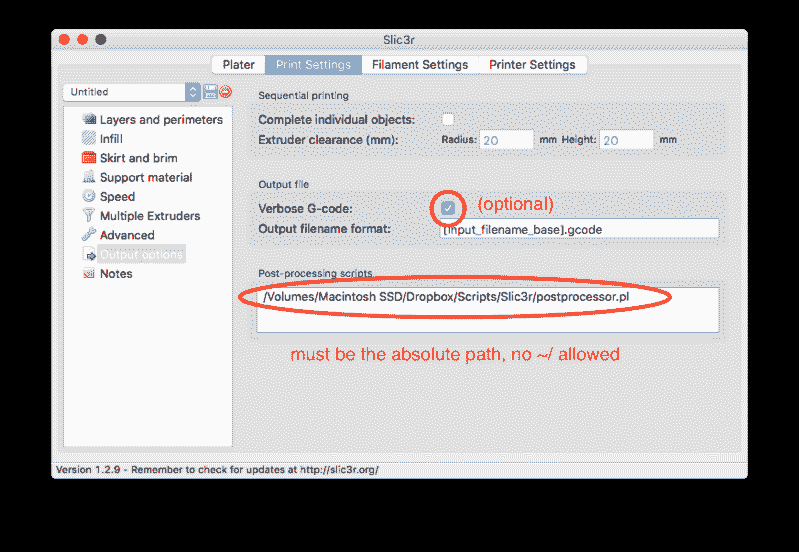 Slic3r
Plater Print Settings Filament Settings Printer Settings
Untitled
Layers and perimeters
Infill
Skirt and brim
Support material
Speed
Multiple Extruders
Advanced
Output options
Notes
Sequential printing
Complete individual objects:
Extruder clearance (mm): Radius: 20 mm Height: 20 mm
Output file
Verbose G-code: (optional)
Output filename format: [input_filename_base].gcode
Post-processing scripts
/Volumes/Macintosh SSD/Dropbox/Scripts/Slic3r/postprocessor.pl
must be the absolute path, no ~/ allowed
Version 1.2.9 - Remember to check for updates at http://slic3r.org/